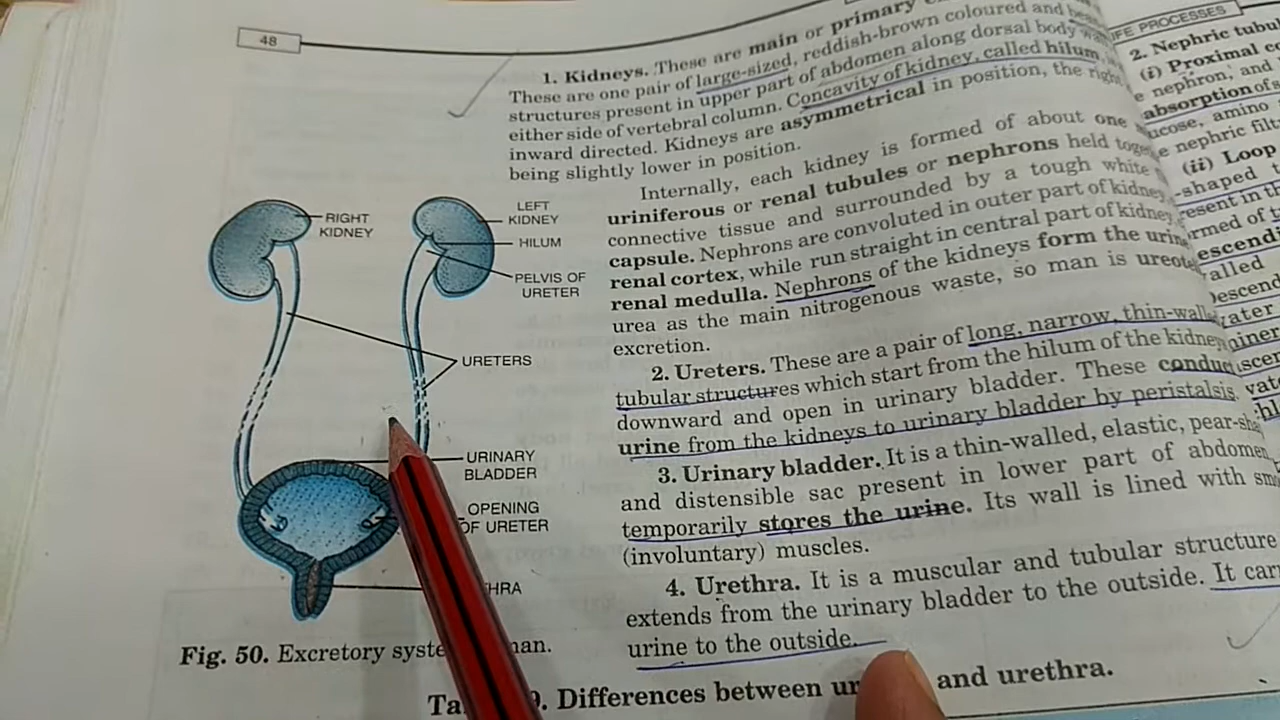 48
1. Kidneys. These are main or primary
These are one pair of large-sized, reddish-brown coloured and
structures present in upper part of abdomen along dorsal body
either side of vertebral column. Concavity of kidney, called hilum,
inward directed. Kidneys are asymmetrical in position, the right
being slightly lower in position.
Internally, each kidney is formed of about one
uriniferous or renal tubules or nephrons held
connective tissue and surrounded by a tough white
capsule. Nephrons are convoluted in outer part of kidney
renal cortex, while run straight in central part of kidney
renal medulla. Nephrons of the kidneys form the
urea as the main nitrogenous waste, so man is
excretion.
2. Ureters. These are a pair of long, narrow,
tubular structures which start from the hilum of the
downward and open in urinary bladder. These
urine from the kidneys to urinary bladder by peristalsis
3. Urinary bladder. It is a thin-walled, elastic,
and distensible sac present in lower part of abdomen
temporarily stores the urine. Its wall is lined with
(involuntary) muscles.
4. Urethra. It is a muscular and tubular structure
extends from the urinary bladder to the outside. It
urine to the outside.
RIGHT
KIDNEY
LEFT
KIDNEY
HILUM
PELVIS OF
URETER
URETERS
URINARY
BLADDER
OPENING
OF URETER
Fig. 50. Excretory
Differences between
and urethra.
LIFE PROCESSES
2. Nephric
(i) Proximal
nephron, and
absorption of
amino
nephric
(ii) Loop
-shaped